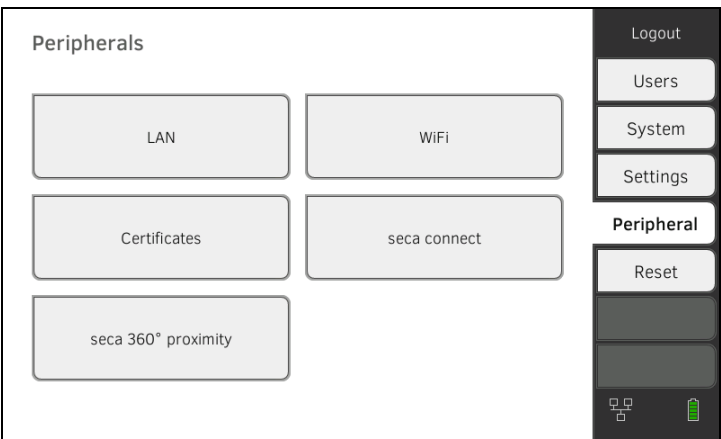 Peripherals
LAN
WiFi
Certificates
seca connect
seca 360° proximity
Logout
Users
System
Settings
Peripheral
Reset